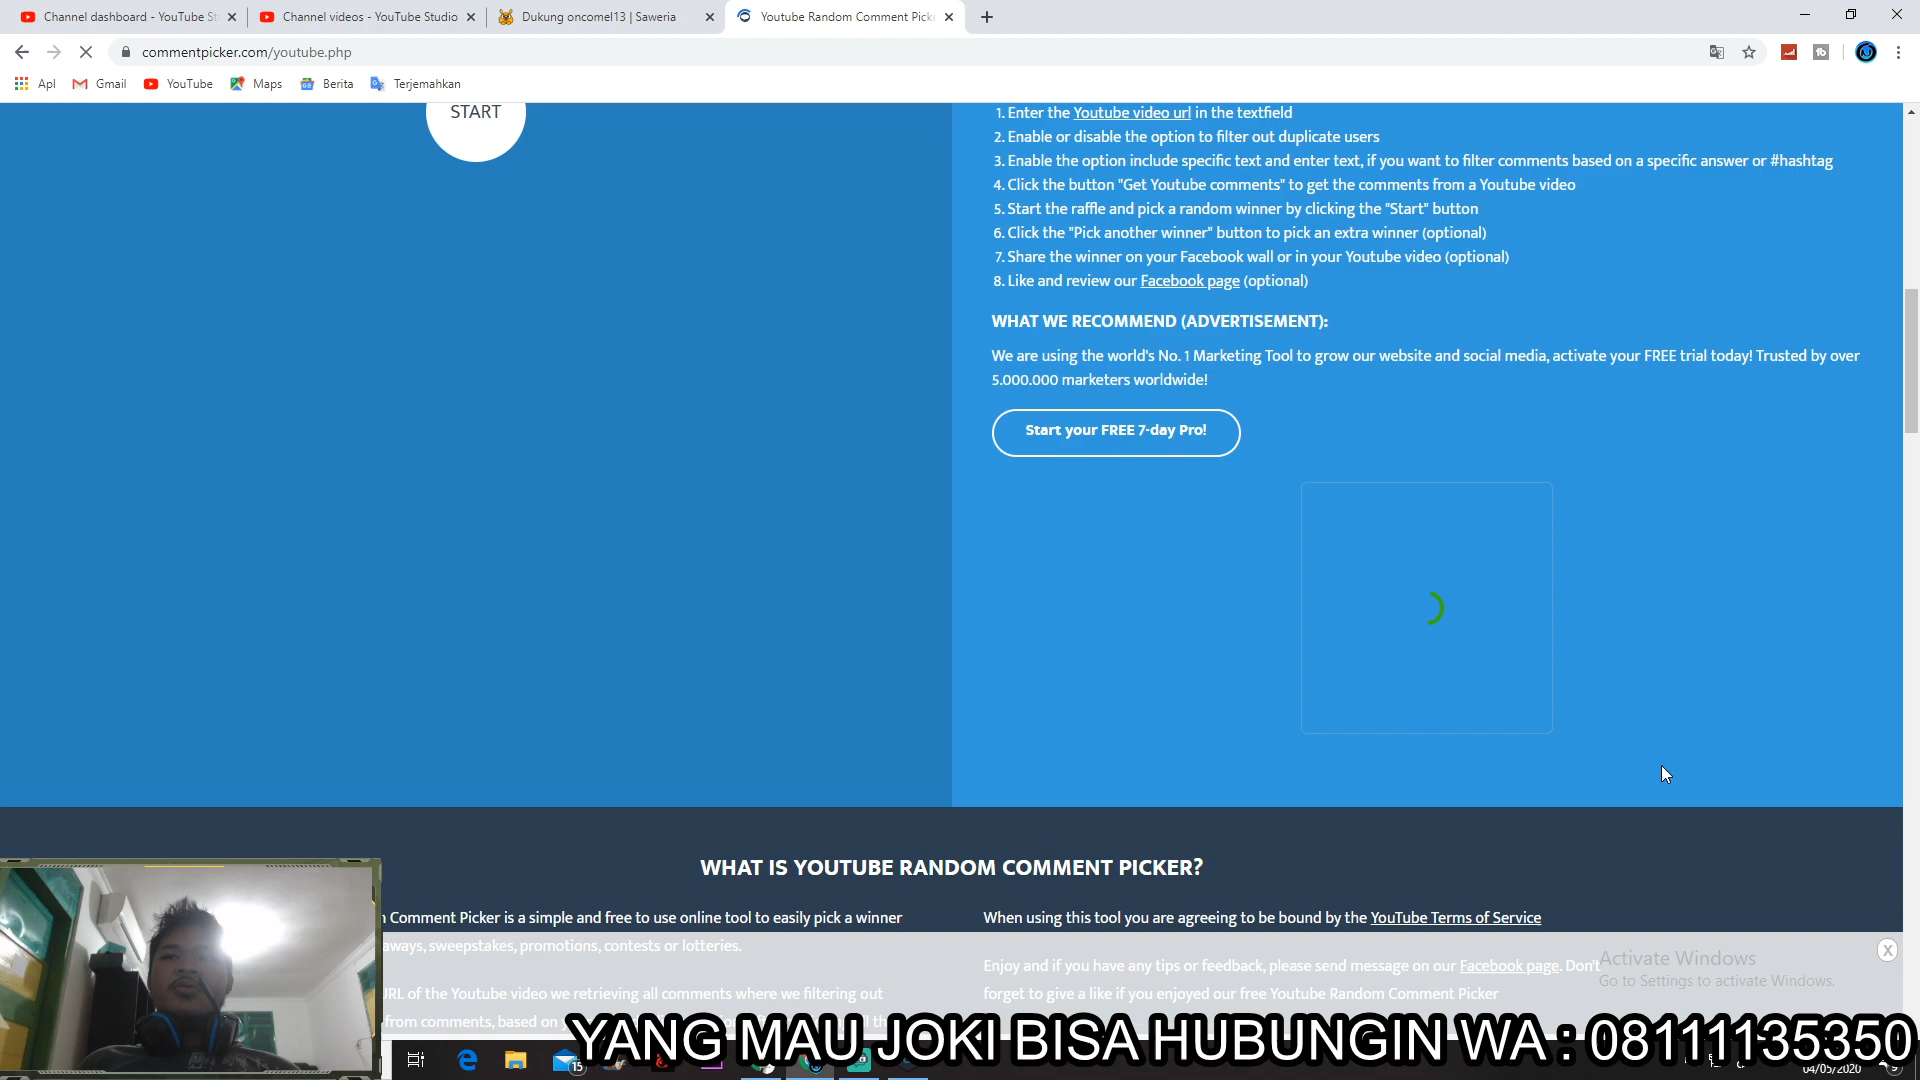 Channel dashboard - YouTube St
Channel videos - YouTube Studio
Dukung oncomel13 | Saweria
Youtube Random Comment Pick
commentpicker.com/youtube.php
Apl
Gmail
YouTube
Maps
Berita
Terjemahkan
START
1. Enter the Youtube video url in the textfield
2. Enable or disable the option to filter out duplicate users
3. Enable the option include specific text and enter text, if you want to filter comments based on a specific answer or #hashtag
4. Click the button "Get Youtube comments" to get the comments from a Youtube video
5. Start the raffle and pick a random winner by clicking the "Start" button
6. Click the "Pick another winner" button to pick an extra winner (optional)
7. Share the winner on your Facebook wall or in your Youtube video (optional)
8. Like and review our Facebook page (optional)
WHAT WE RECOMMEND (ADVERTISEMENT):
We are using the world's No. 1 Marketing Tool to grow our website and social media, activate your FREE trial today! Trusted by over
5.000.000 marketers worldwide!
Start your FREE 7-day Pro!
WHAT IS YOUTUBE RANDOM COMMENT PICKER?
Comment Picker is a simple and free to use online tool to easily pick a winner
aways, sweepstakes, promotions, contests or lotteries.
URL of the Youtube video we retrieving all comments where we filtering out
from comments, based on
When using this tool you are agreeing to be bound by the YouTube Terms of Service
Enjoy and if you have any tips or feedback, please send message on our Facebook page. Don't
forget to give a like if you enjoyed our free Youtube Random Comment Picker
Activate Windows
Go to Settings to activate Windows.
X
YANG MAU JOKI BISA HUBUNGIN WA : 08111135350
15
04/05/2020
9